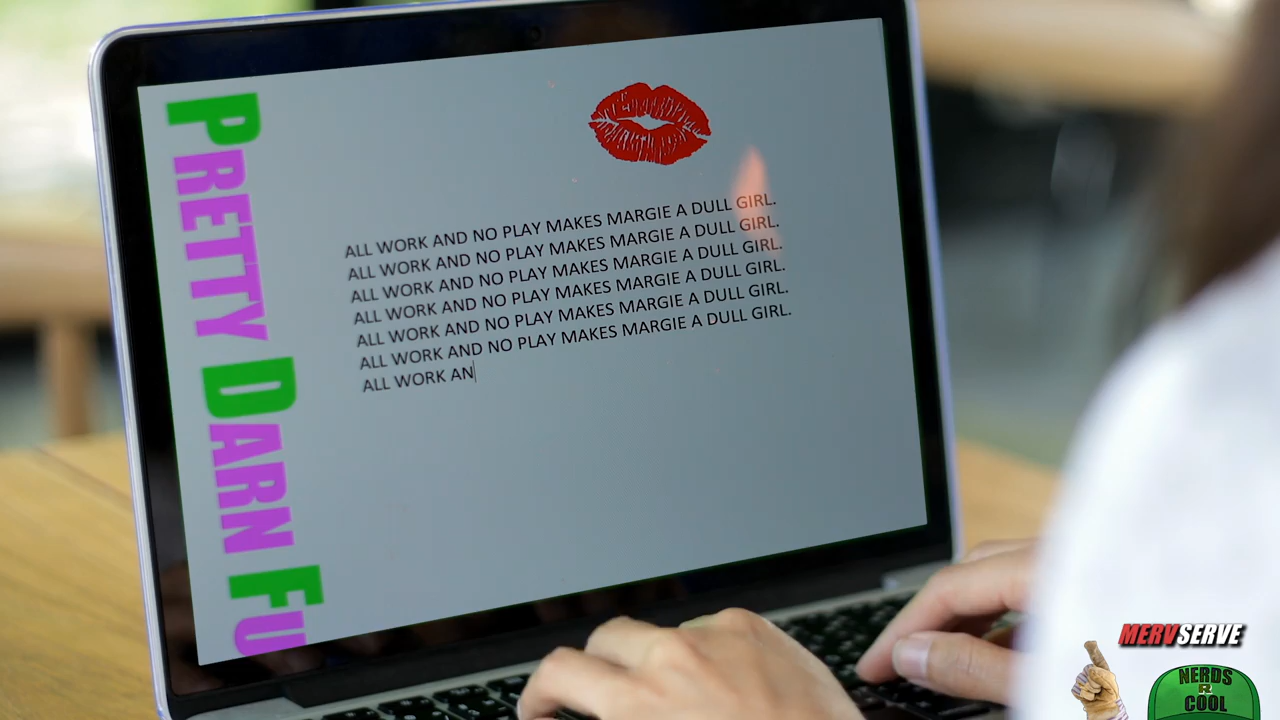 PRETTY DARN FU
ALL WORK AND NO PLAY MAKES MARGIE A DULL GIRL.
ALL WORK AND NO PLAY MAKES MARGIE A DULL GIRL.
ALL WORK AND NO PLAY MAKES MARGIE A DULL GIRL.
ALL WORK AND NO PLAY MAKES MARGIE A DULL GIRL.
ALL WORK AND NO PLAY MAKES MARGIE A DULL GIRL.
ALL WORK AND NO PLAY MAKES MARGIE A DULL GIRL.
ALL WORK AN
MERVSERVE
NERDS
R
COOL